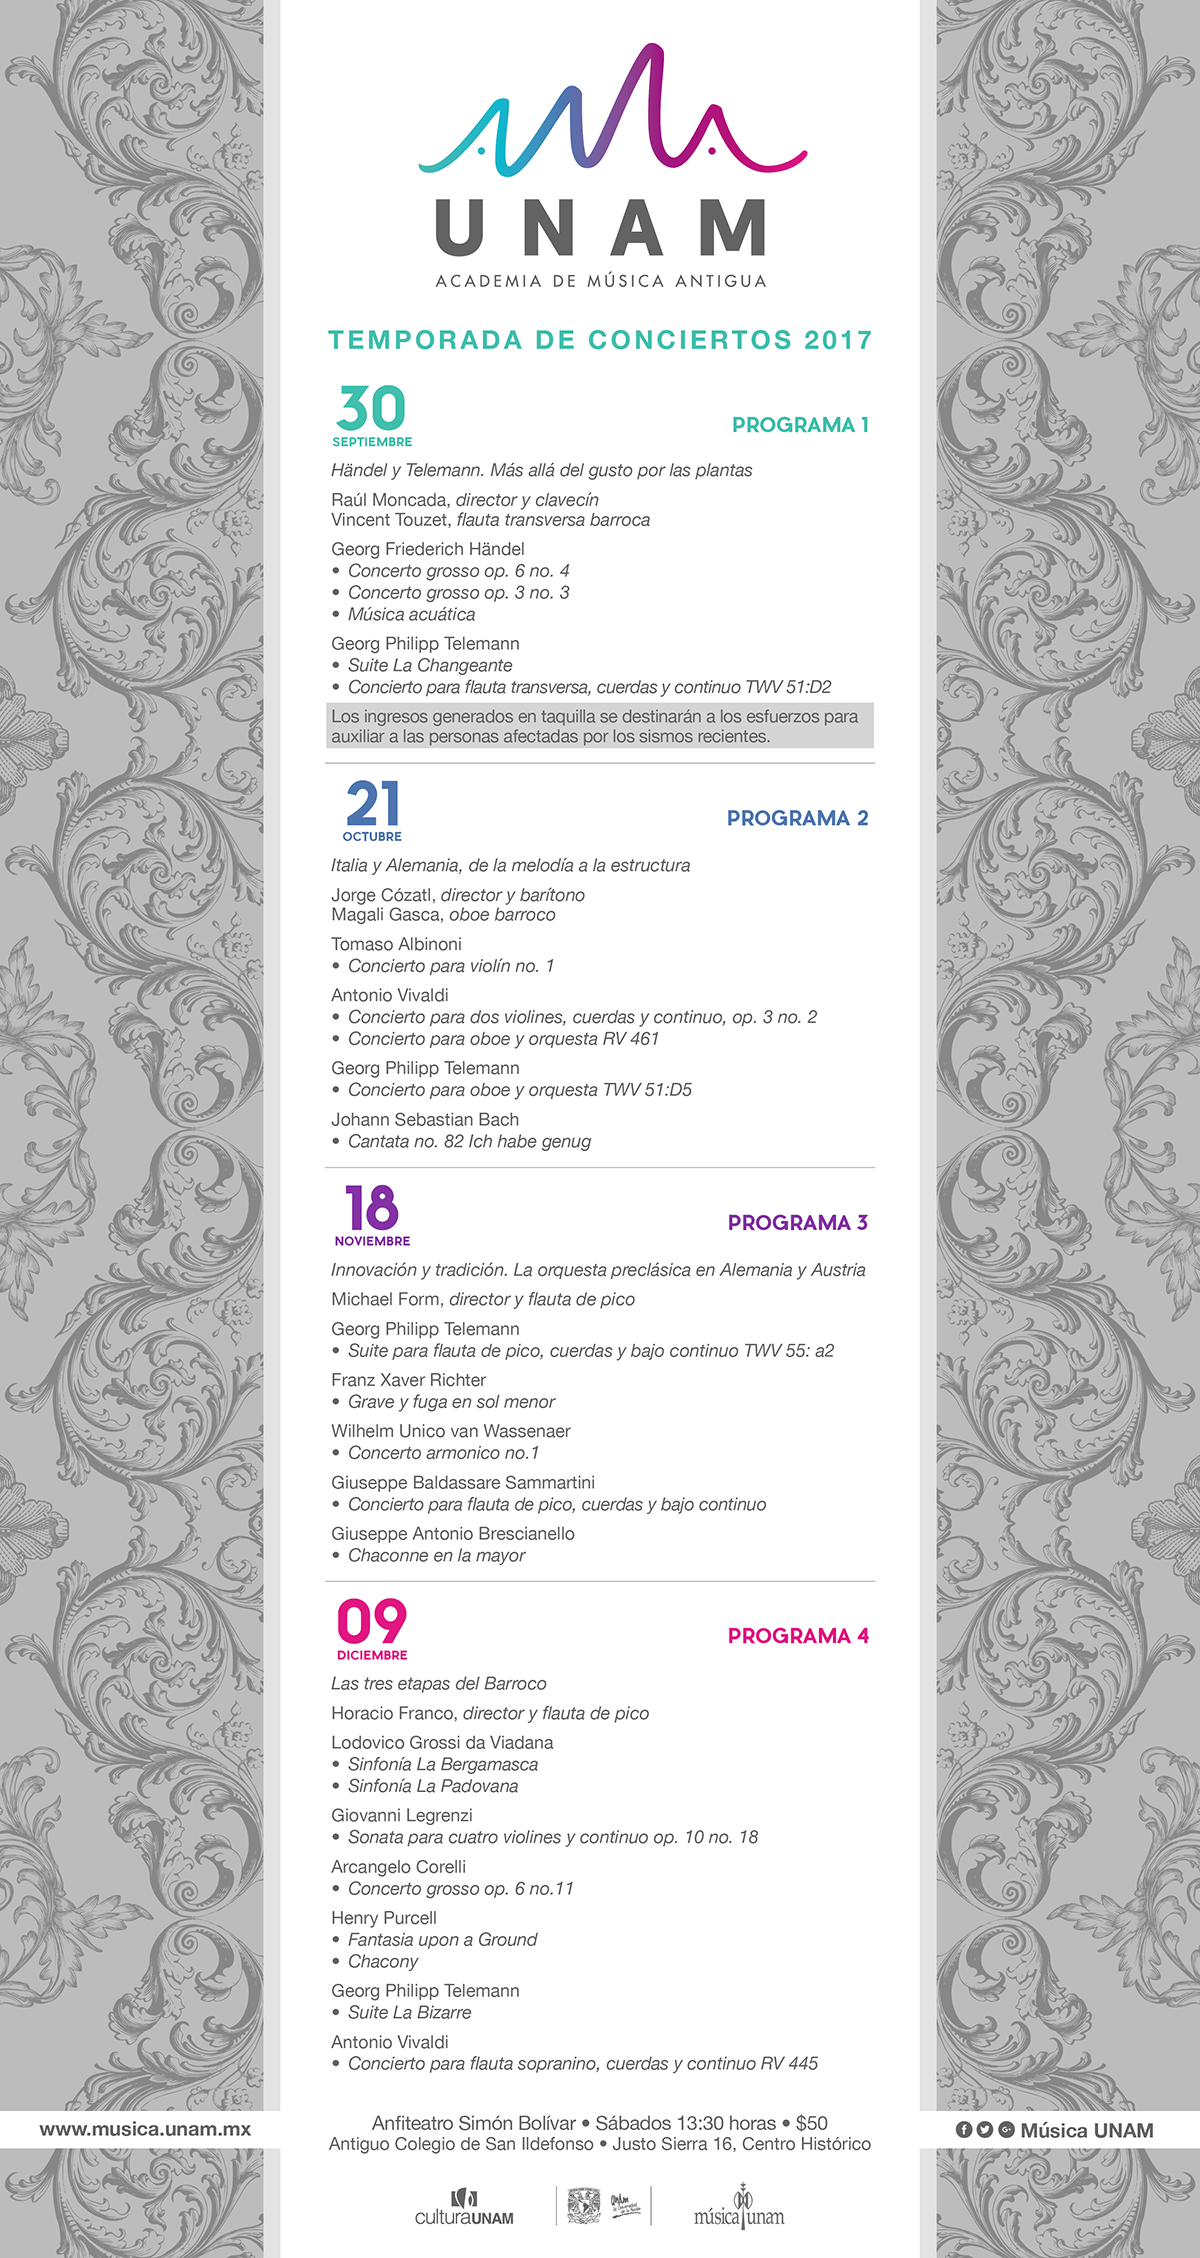 AMA
UNAM
ACADEMIA DE MÚSICA ANTIGUA
TEMPORADA DE CONCIERTOS 2017
30
SEPTIEMBRE
PROGRAMA 1
Händel y Telemann. Más allá del gusto por las plantas
Raúl Moncada, director y clavecín
Vincent Touzet, flauta transversa barroca
Georg Friederich Händel
• Concerto grosso op. 6 no. 4
• Concerto grosso op. 3 no. 3
• Música acuática
Georg Philipp Telemann
• Suite La Changeante
• Concierto para flauta transversa, cuerdas y continuo TWV 51:D2
Los ingresos generados en taquilla se destinarán a los esfuerzos para
auxiliar a las personas afectadas por los sismos recientes.
21
OCTUBRE
PROGRAMA 2
Italia y Alemania, de la melodía a la estructura
Jorge Cózatl, director y barítono
Magali Gasca, oboe barroco
Tomaso Albinoni
• Concierto para violín no. 1
Antonio Vivaldi
• Concierto para dos violines, cuerdas y continuo, op. 3 no. 2
• Concierto para oboe y orquesta RV 461
Georg Philipp Telemann
• Concierto para oboe y orquesta TWV 51:D5
Johann Sebastian Bach
• Cantata no. 82 Ich habe genug
18
NOVIEMBRE
PROGRAMA 3
Innovación y tradición. La orquesta preclásica en Alemania y Austria
Michael Form, director y flauta de pico
Georg Philipp Telemann
• Suite para flauta de pico, cuerdas y bajo continuo TWV 55: a2
Franz Xaver Richter
• Grave y fuga en sol menor
Wilhelm Unico van Wassenaer
• Concerto armonico no.1
Giuseppe Baldassare Sammartini
• Concierto para flauta de pico, cuerdas y bajo continuo
Giuseppe Antonio Brescianello
• Chaconne en la mayor
09
DICIEMBRE
PROGRAMA 4
Las tres etapas del Barroco
Horacio Franco, director y flauta de pico
Lodovico Grossi da Viadana
• Sinfonía La Bergamasca
• Sinfonía La Padovana
Giovanni Legrenzi
• Sonata para cuatro violines y continuo op. 10 no. 18
Arcangelo Corelli
• Concerto grosso op. 6 no.11
Henry Purcell
• Fantasia upon a Ground
• Chacony
Georg Philipp Telemann
• Suite La Bizarre
Antonio Vivaldi
• Concierto para flauta sopranino, cuerdas y continuo RV 445
www.musica.unam.mx
Anfiteatro Simón Bolívar • Sábados 13:30 horas • $50
Antiguo Colegio de San Ildefonso • Justo Sierra 16, Centro Histórico
Música UNAM
culturaUNAM
música unam